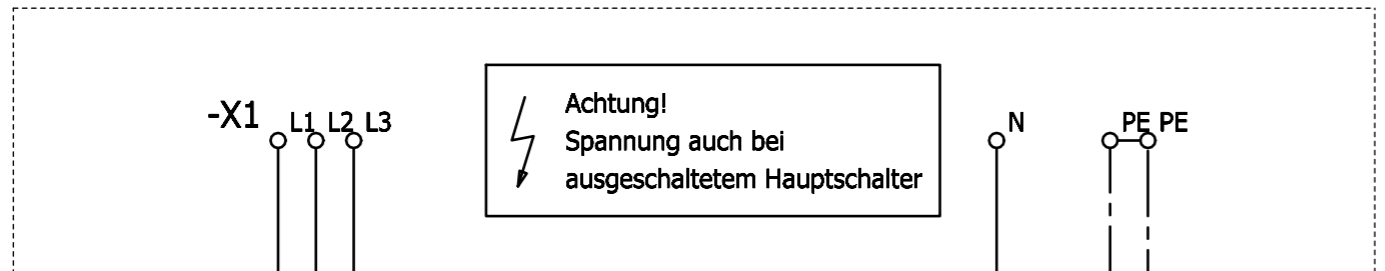 -X1 L1 L2 L3
Achtung!
Spannung auch bei
ausgeschaltetem Hauptschalter
N
PE PE